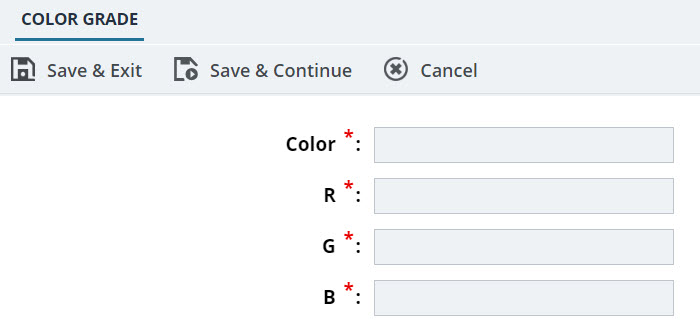 COLOR GRADE
Save & Exit Save & Continue Cancel
Color *:
R *:
G *:
B *: